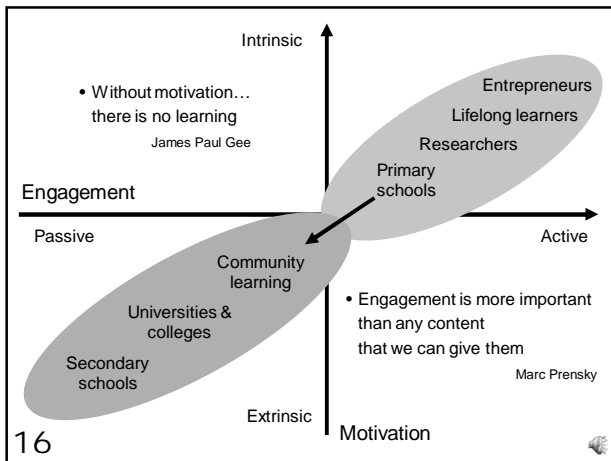 Intrinsic
• Without motivation…
there is no learning
James Paul Gee
Entrepreneurs
Lifelong learners
Researchers
Primary
schools
Engagement
Passive
Active
Community
learning
Universities &
colleges
Secondary
schools
• Engagement is more important
than any content
that we can give them
Marc Prensky
Extrinsic
Motivation
16